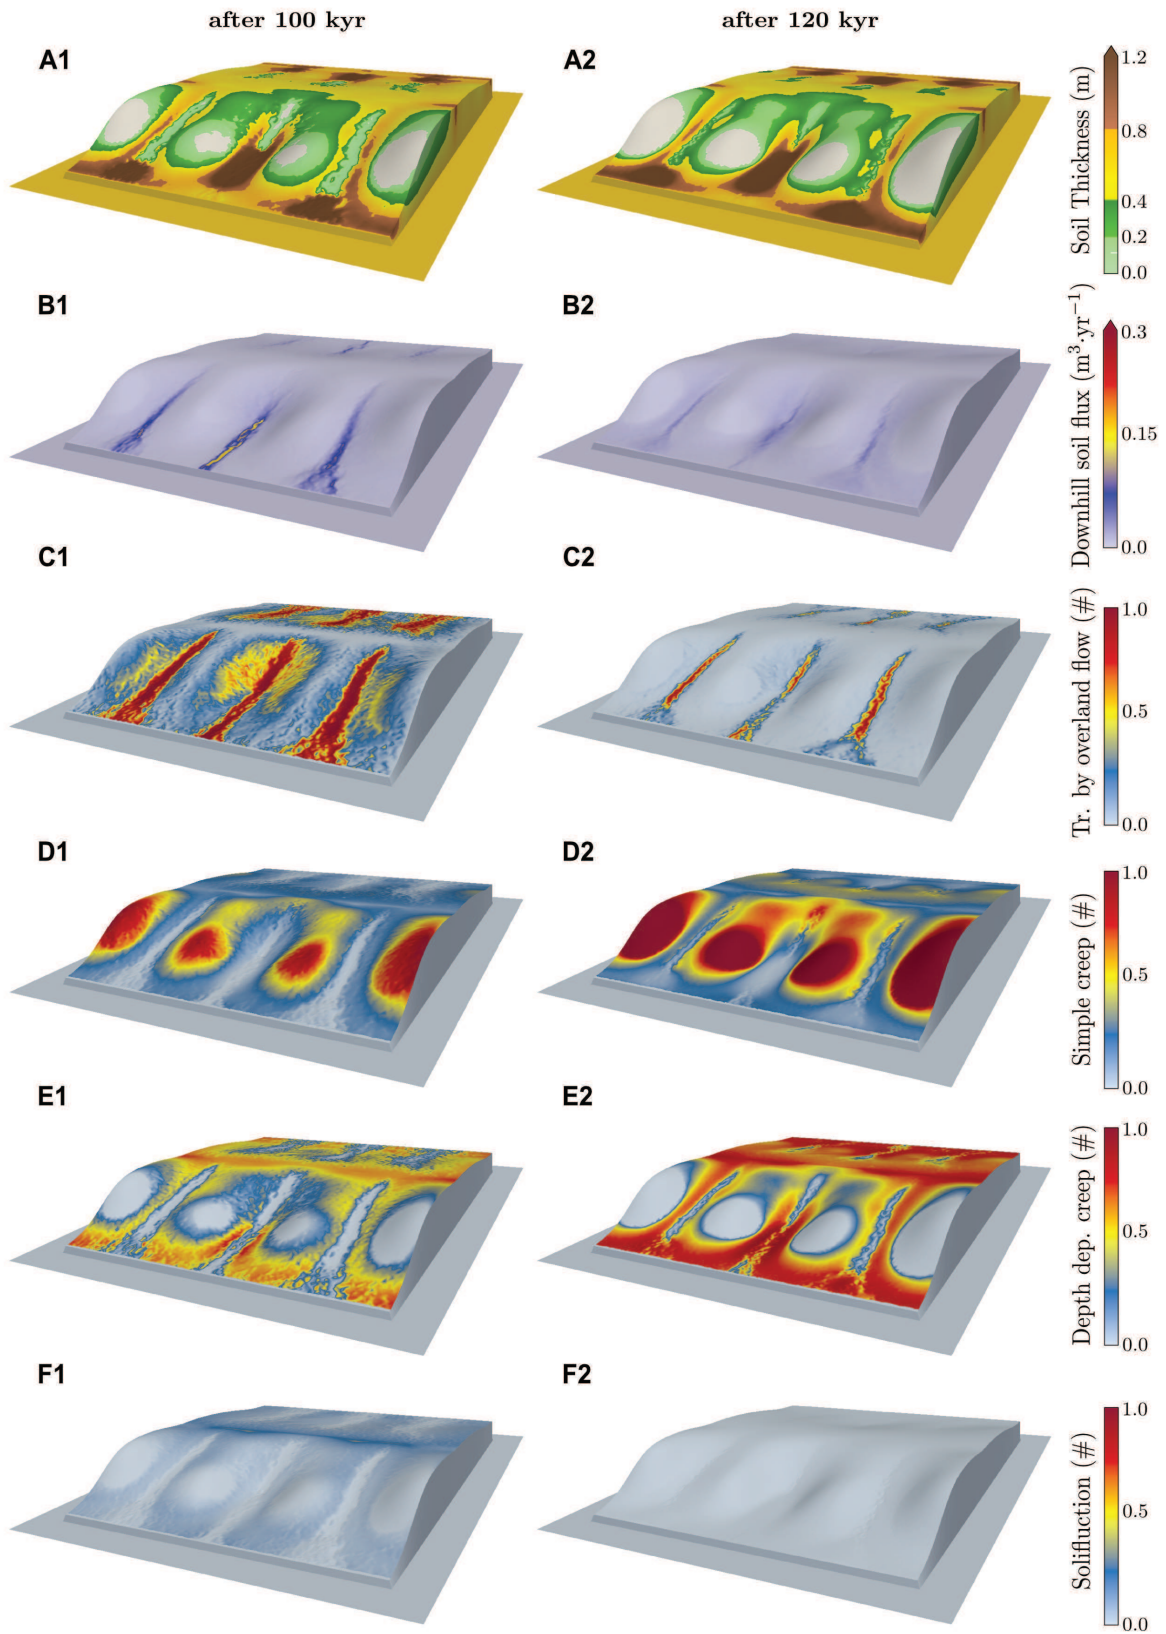 after 100 kyr
after 120 kyr
A1
A2
Soil Thickness (m)
1.2
0.8
0.4
0.2
0.0
B1
B2
Downhill soil flux (m³·yr⁻¹)
0.3
0.15
0.0
C1
C2
Tr. by overland flow (#)
1.0
0.5
0.0
D1
D2
Simple creep (#)
1.0
0.5
0.0
E1
E2
Depth dep. creep (#)
1.0
0.5
0.0
F1
F2
Solifluction (#)
1.0
0.5
0.0